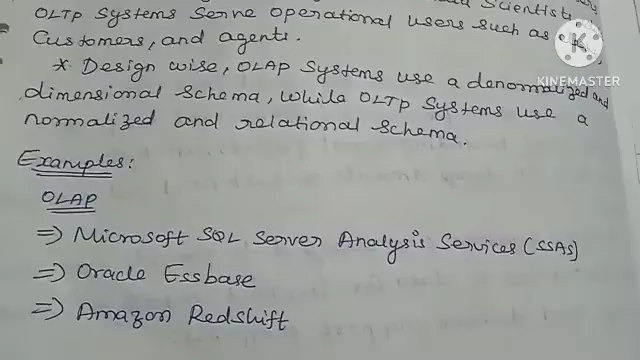 Scientists
OLTP Systems Serve operational users such as
Customers, and agents.
* Design wise, OLAP Systems use a denormalized and
dimensional schema, while OLTP Systems use a
normalized and relational schema.
KINEMASTER
Examples:
OLAP
=> Microsoft SQL Server Analysis Services (SSAS)
=> Oracle Essbase
=> Amazon Redshift